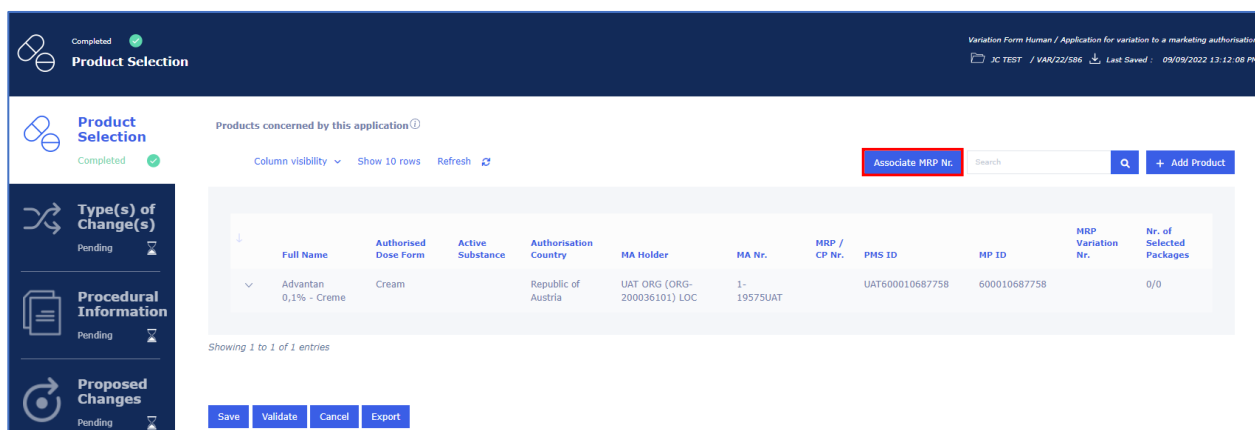 Completed
Product Selection
Variation Form Human / Application for variation to a marketing authorisation
JC TEST / VAR/22/586 Last Saved : 09/09/2022 13:12:08 PM
Product
Selection
Completed
Type(s) of
Change(s)
Pending
Procedural
Information
Pending
Proposed
Changes
Pending
Products concerned by this application
Column visibility Show 10 rows Refresh
Associate MRP Nr. Search + Add Product
Full Name Authorised Dose Form Active Substance Authorisation Country MA Holder MA Nr. MRP / CP Nr. PMS ID MP ID MRP Variation Nr. Nr. of Selected Packages
Advantan 0,1% - Creme Cream Republic of Austria UAT ORG (ORG-200036101) LOC 1-19575UAT UAT600010687758 600010687758 0/0
Showing 1 to 1 of 1 entries
Save Validate Cancel Export